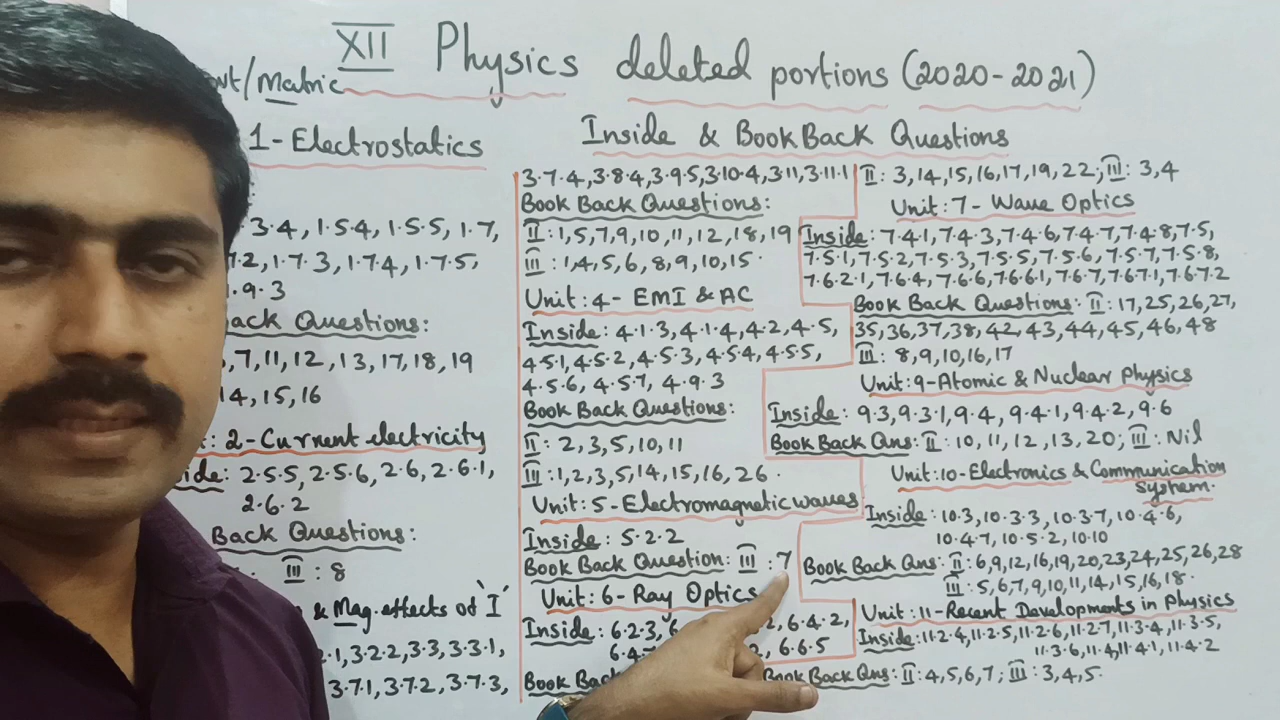 XII Physics deleted portions (2020-2021)
/Matric
1-Electrostatics
Inside & Book Back Questions
3.4, 1.5.4, 1.5.5, 1.7,
7.2, 1.7.3, 1.7.4, 1.7.5,
.9.3
Back Questions:
,7,11,12,13,17,18,19
14,15,16
: 2-Current electricity
2.5.5, 2.5.6, 2.6, 2.6.1,
2.6.2
Back Questions:
III : 8
& Mag. effects of 'I'
.1, 3.2.2, 3.3, 3.3.1,
3.7.1, 3.7.2, 3.7.3,
3.7.4, 3.8.4, 3.9.5, 3.10.4, 3.11, 3.11.1
Book Back Questions:
II : 1,5,7,9,10,11,12,18,19
III : 1,4,5,6,8,9,10,15.
Unit: 4- EMI & AC
Inside: 4.1.3, 4.1.4, 4.2, 4.5,
4.5.1, 4.5.2, 4.5.3, 4.5.4, 4.5.5,
4.5.6, 4.5.7, 4.9.3
Book Back Questions:
II : 2,3,5,10,11
III : 1,2,3,5,14,15,16,26.
Unit: 5-Electromagnetic waves
Inside: 5.2.2
Book Back Question: III : 7
Unit: 6- Ray Optics
Inside: 6.2.3, 6.4.2,
6.6.5
Book
II : 3,14,15,16,17,19,22; III : 3,4
Unit: 7- Wave Optics
Inside: 7.4.1, 7.4.3, 7.4.6, 7.4.7, 7.4.8, 7.5,
7.5.1, 7.5.2, 7.5.3, 7.5.5, 7.5.6, 7.5.7, 7.5.8,
7.6.2.1, 7.6.4, 7.6.6, 7.6.6.1, 7.6.7, 7.6.7.1, 7.6.7.2
Book Back Questions: II : 17,25,26,27,
35,36,37,38,42,43,44,45,46,48
III : 8,9,10,16,17
Unit:9-Atomic & Nuclear Physics
Inside: 9.3, 9.3.1, 9.4, 9.4.1, 9.4.2, 9.6
Book Back Qns: II : 10,11,12,13,20; III : Nil
Unit:10-Electronics & Communication
System.
Inside: 10.3, 10.3.3, 10.3.7, 10.4.6,
10.4.7, 10.5.2, 10.10
Book Back Qns: II : 6,9,12,16,19,20,23,24,25,26,28
III : 5,6,7,9,10,11,14,15,16,18.
Unit:11-Recent Developments in Physics
Inside: 11.2.4, 11.2.5, 11.2.6, 11.2.7, 11.3.4, 11.3.5,
11.3.6, 11.4, 11.4.1, 11.4.2
Book Back Qns: II : 4,5,6,7; III : 3,4,5.